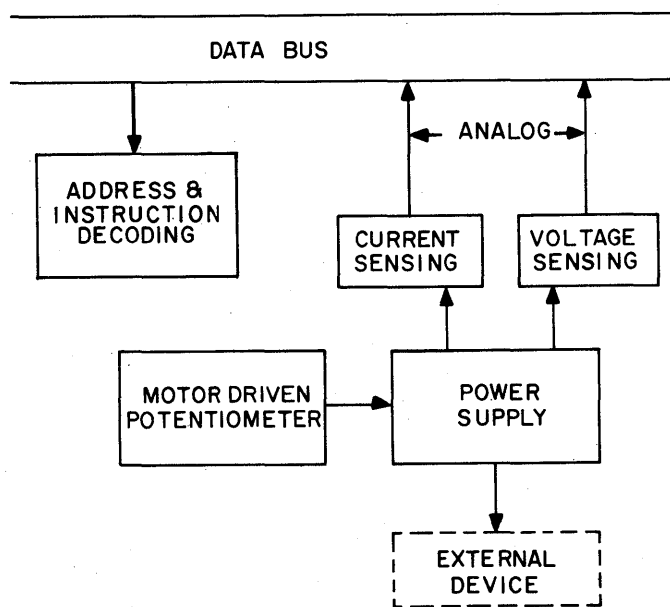 DATA BUS
ANALOG
ADDRESS &
INSTRUCTION
DECODING
CURRENT
SENSING
VOLTAGE
SENSING
MOTOR DRIVEN
POTENTIOMETER
POWER
SUPPLY
EXTERNAL
DEVICE